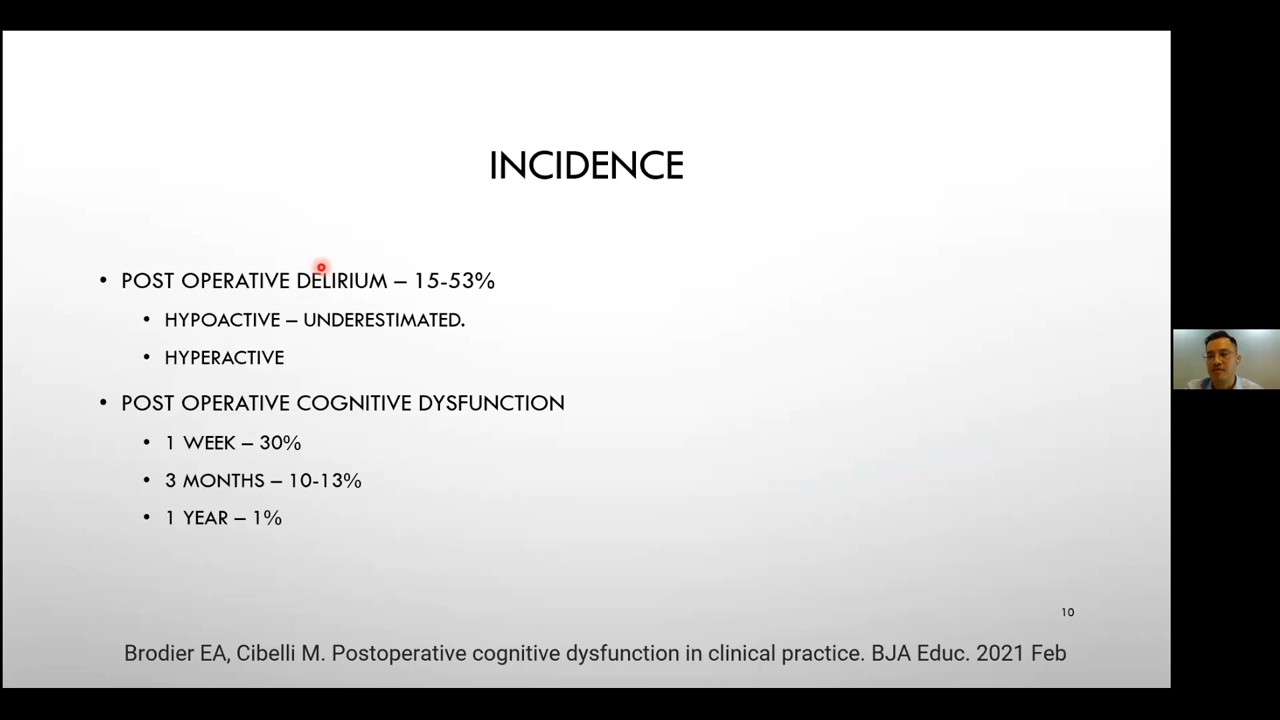 INCIDENCE
• POST OPERATIVE DELIRIUM – 15-53%
• HYPOACTIVE – UNDERESTIMATED.
• HYPERACTIVE
• POST OPERATIVE COGNITIVE DYSFUNCTION
• 1 WEEK – 30%
• 3 MONTHS – 10-13%
• 1 YEAR – 1%
10
Brodier EA, Cibelli M. Postoperative cognitive dysfunction in clinical practice. BJA Educ. 2021 Feb